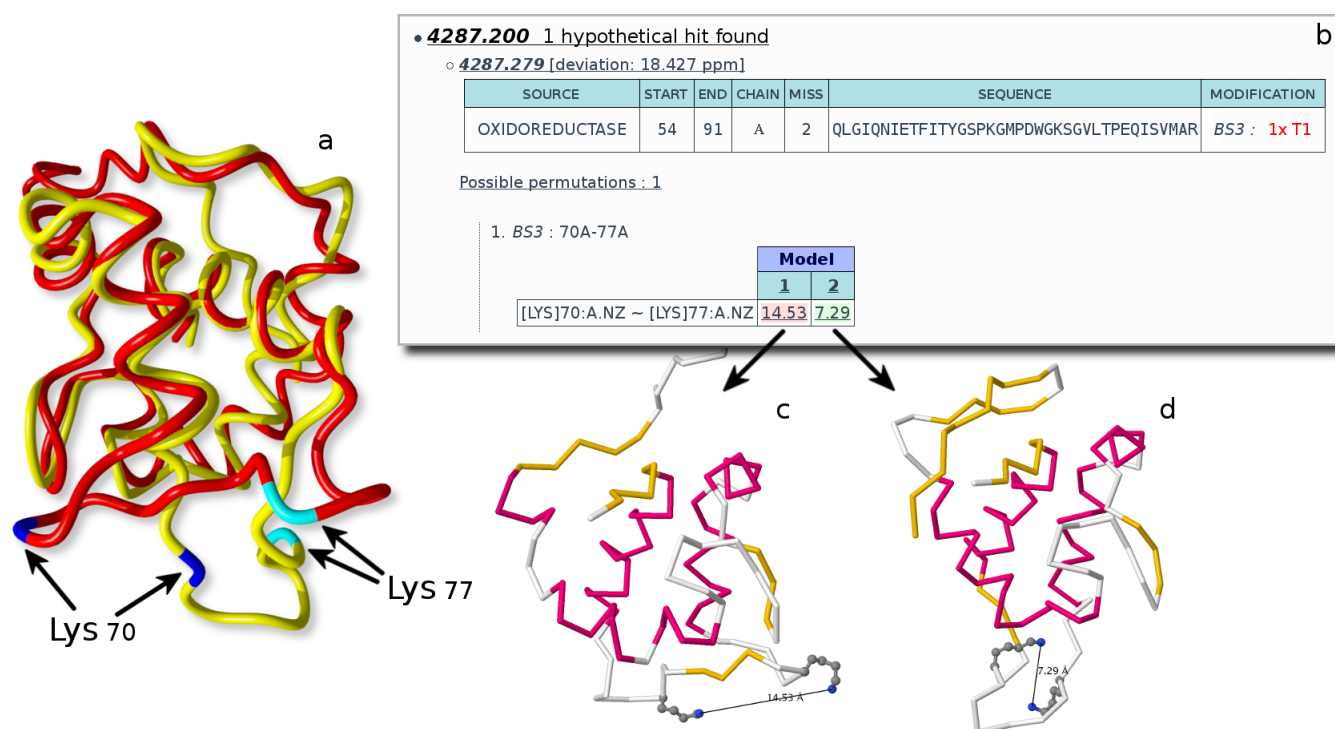 a
b
4287.200 1 hypothetical hit found
4287.279 [deviation: 18.427 ppm]
SOURCE START END CHAIN MISS SEQUENCE MODIFICATION
OXIDOREDUCTASE 54 91 A 2 QLGIQNIETFITYGSPKGMPDWGKSGVLTPEQISVMAR BS3 : 1x T1
Possible permutations : 1
1. BS3 : 70A-77A
Model
1 2
[LYS]70:A.NZ ~ [LYS]77:A.NZ 14.53 7.29
c
d
Lys 77
Lys 70
14.53 Å
7.29 Å